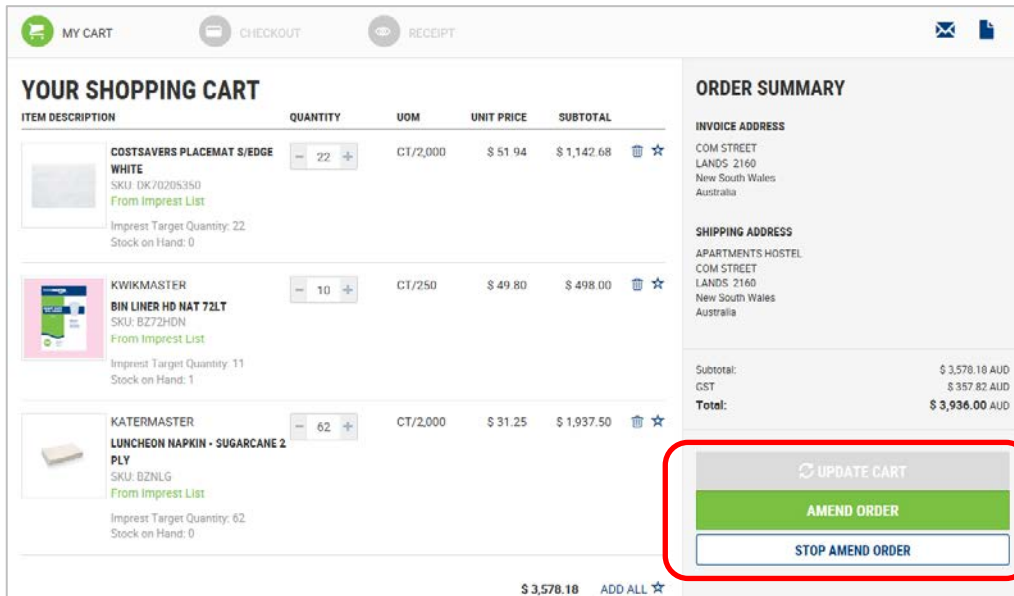 MY CART
CHECKOUT
RECEIPT
YOUR SHOPPING CART
ITEM DESCRIPTION QUANTITY UOM UNIT PRICE SUBTOTAL
COSTSAVERS PLACEMAT S/EDGE
WHITE
SKU: DK70205350
From Imprest List
Imprest Target Quantity: 22
Stock on Hand: 0
- 22 +
CT/2,000
$ 51.94
$ 1,142.68
KWIKMASTER
BIN LINER HD NAT 72LT
SKU: BZ72HDN
From Imprest List
Imprest Target Quantity: 11
Stock on Hand: 1
- 10 +
CT/250
$ 49.80
$ 498.00
KATERMASTER
LUNCHEON NAPKIN - SUGARCANE 2
PLY
SKU: BZNLG
From Imprest List
Imprest Target Quantity: 62
Stock on Hand: 0
- 62 +
CT/2,000
$ 31.25
$ 1,937.50
$ 3,578.18 ADD ALL
ORDER SUMMARY
INVOICE ADDRESS
COM STREET
LANDS 2160
New South Wales
Australia
SHIPPING ADDRESS
APARTMENTS HOSTEL
COM STREET
LANDS 2160
New South Wales
Australia
Subtotal: $ 3,578.18 AUD
GST $ 357.82 AUD
Total: $ 3,936.00 AUD
UPDATE CART
AMEND ORDER
STOP AMEND ORDER